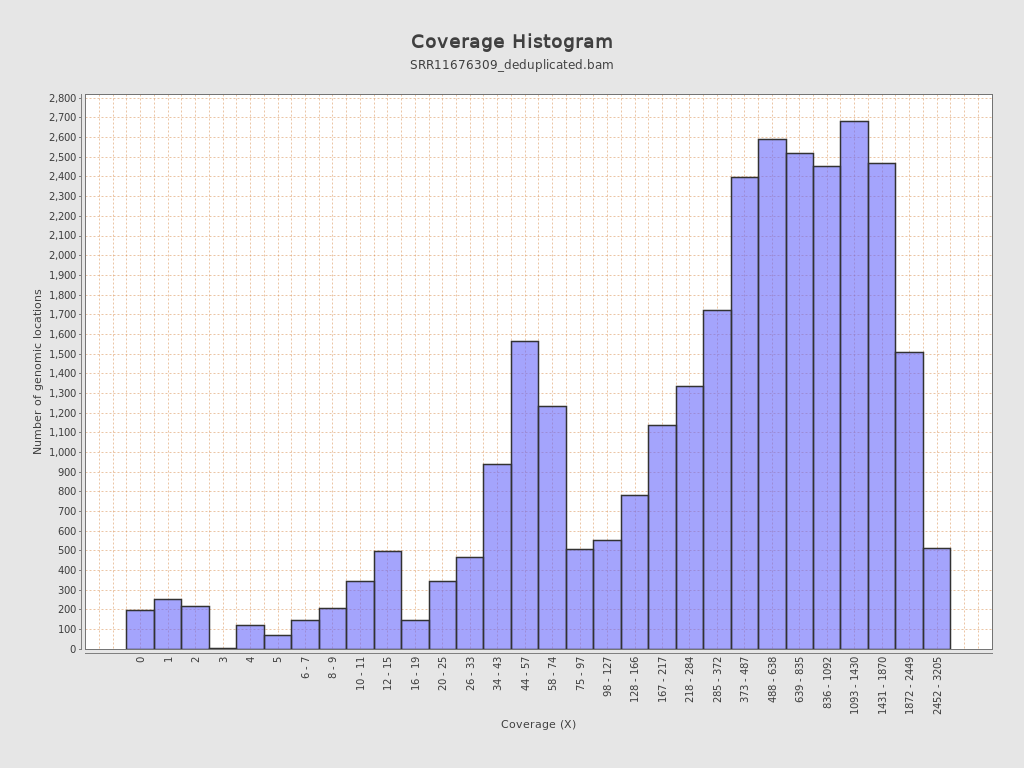 Coverage Histogram
SRR11676309_deduplicated.bam
Number of genomic locations
2,800
2,700
2,600
2,500
2,400
2,300
2,200
2,100
2,000
1,900
1,800
1,700
1,600
1,500
1,400
1,300
1,200
1,100
1,000
900
800
700
600
500
400
300
200
100
0
0
1
2
3
4
5
6 - 7
8 - 9
10 - 11
12 - 15
16 - 19
20 - 25
26 - 33
34 - 43
44 - 57
58 - 74
75 - 97
98 - 127
128 - 166
167 - 217
218 - 284
285 - 372
373 - 487
488 - 638
639 - 835
836 - 1092
1093 - 1430
1431 - 1870
1872 - 2449
2452 - 3205
Coverage (X)